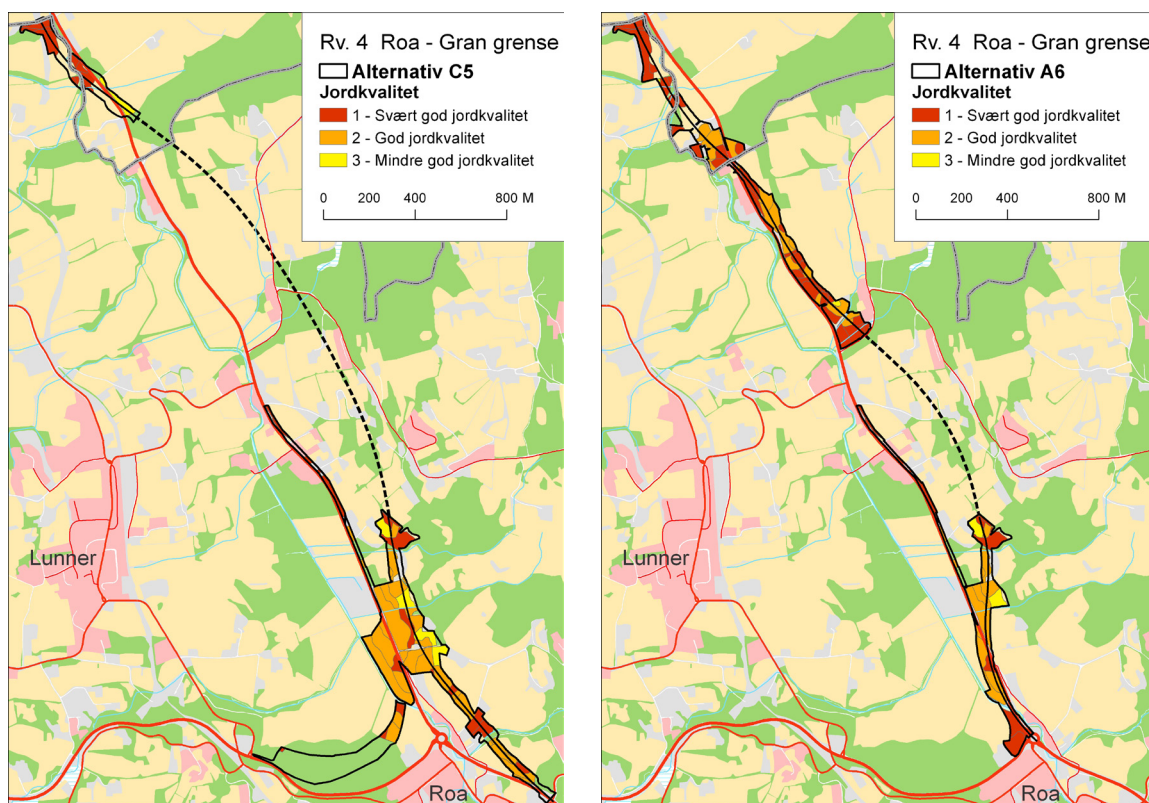 Rv. 4 Roa - Gran grense
Alternativ C5
Jordkvalitet
1 - Svært god jordkvalitet
2 - God jordkvalitet
3 - Mindre god jordkvalitet
0 200 400 800 M
Lunner
Roa
Rv. 4 Roa - Gran grense
Alternativ A6
Jordkvalitet
1 - Svært god jordkvalitet
2 - God jordkvalitet
3 - Mindre god jordkvalitet
0 200 400 800 M
Lunner
Roa